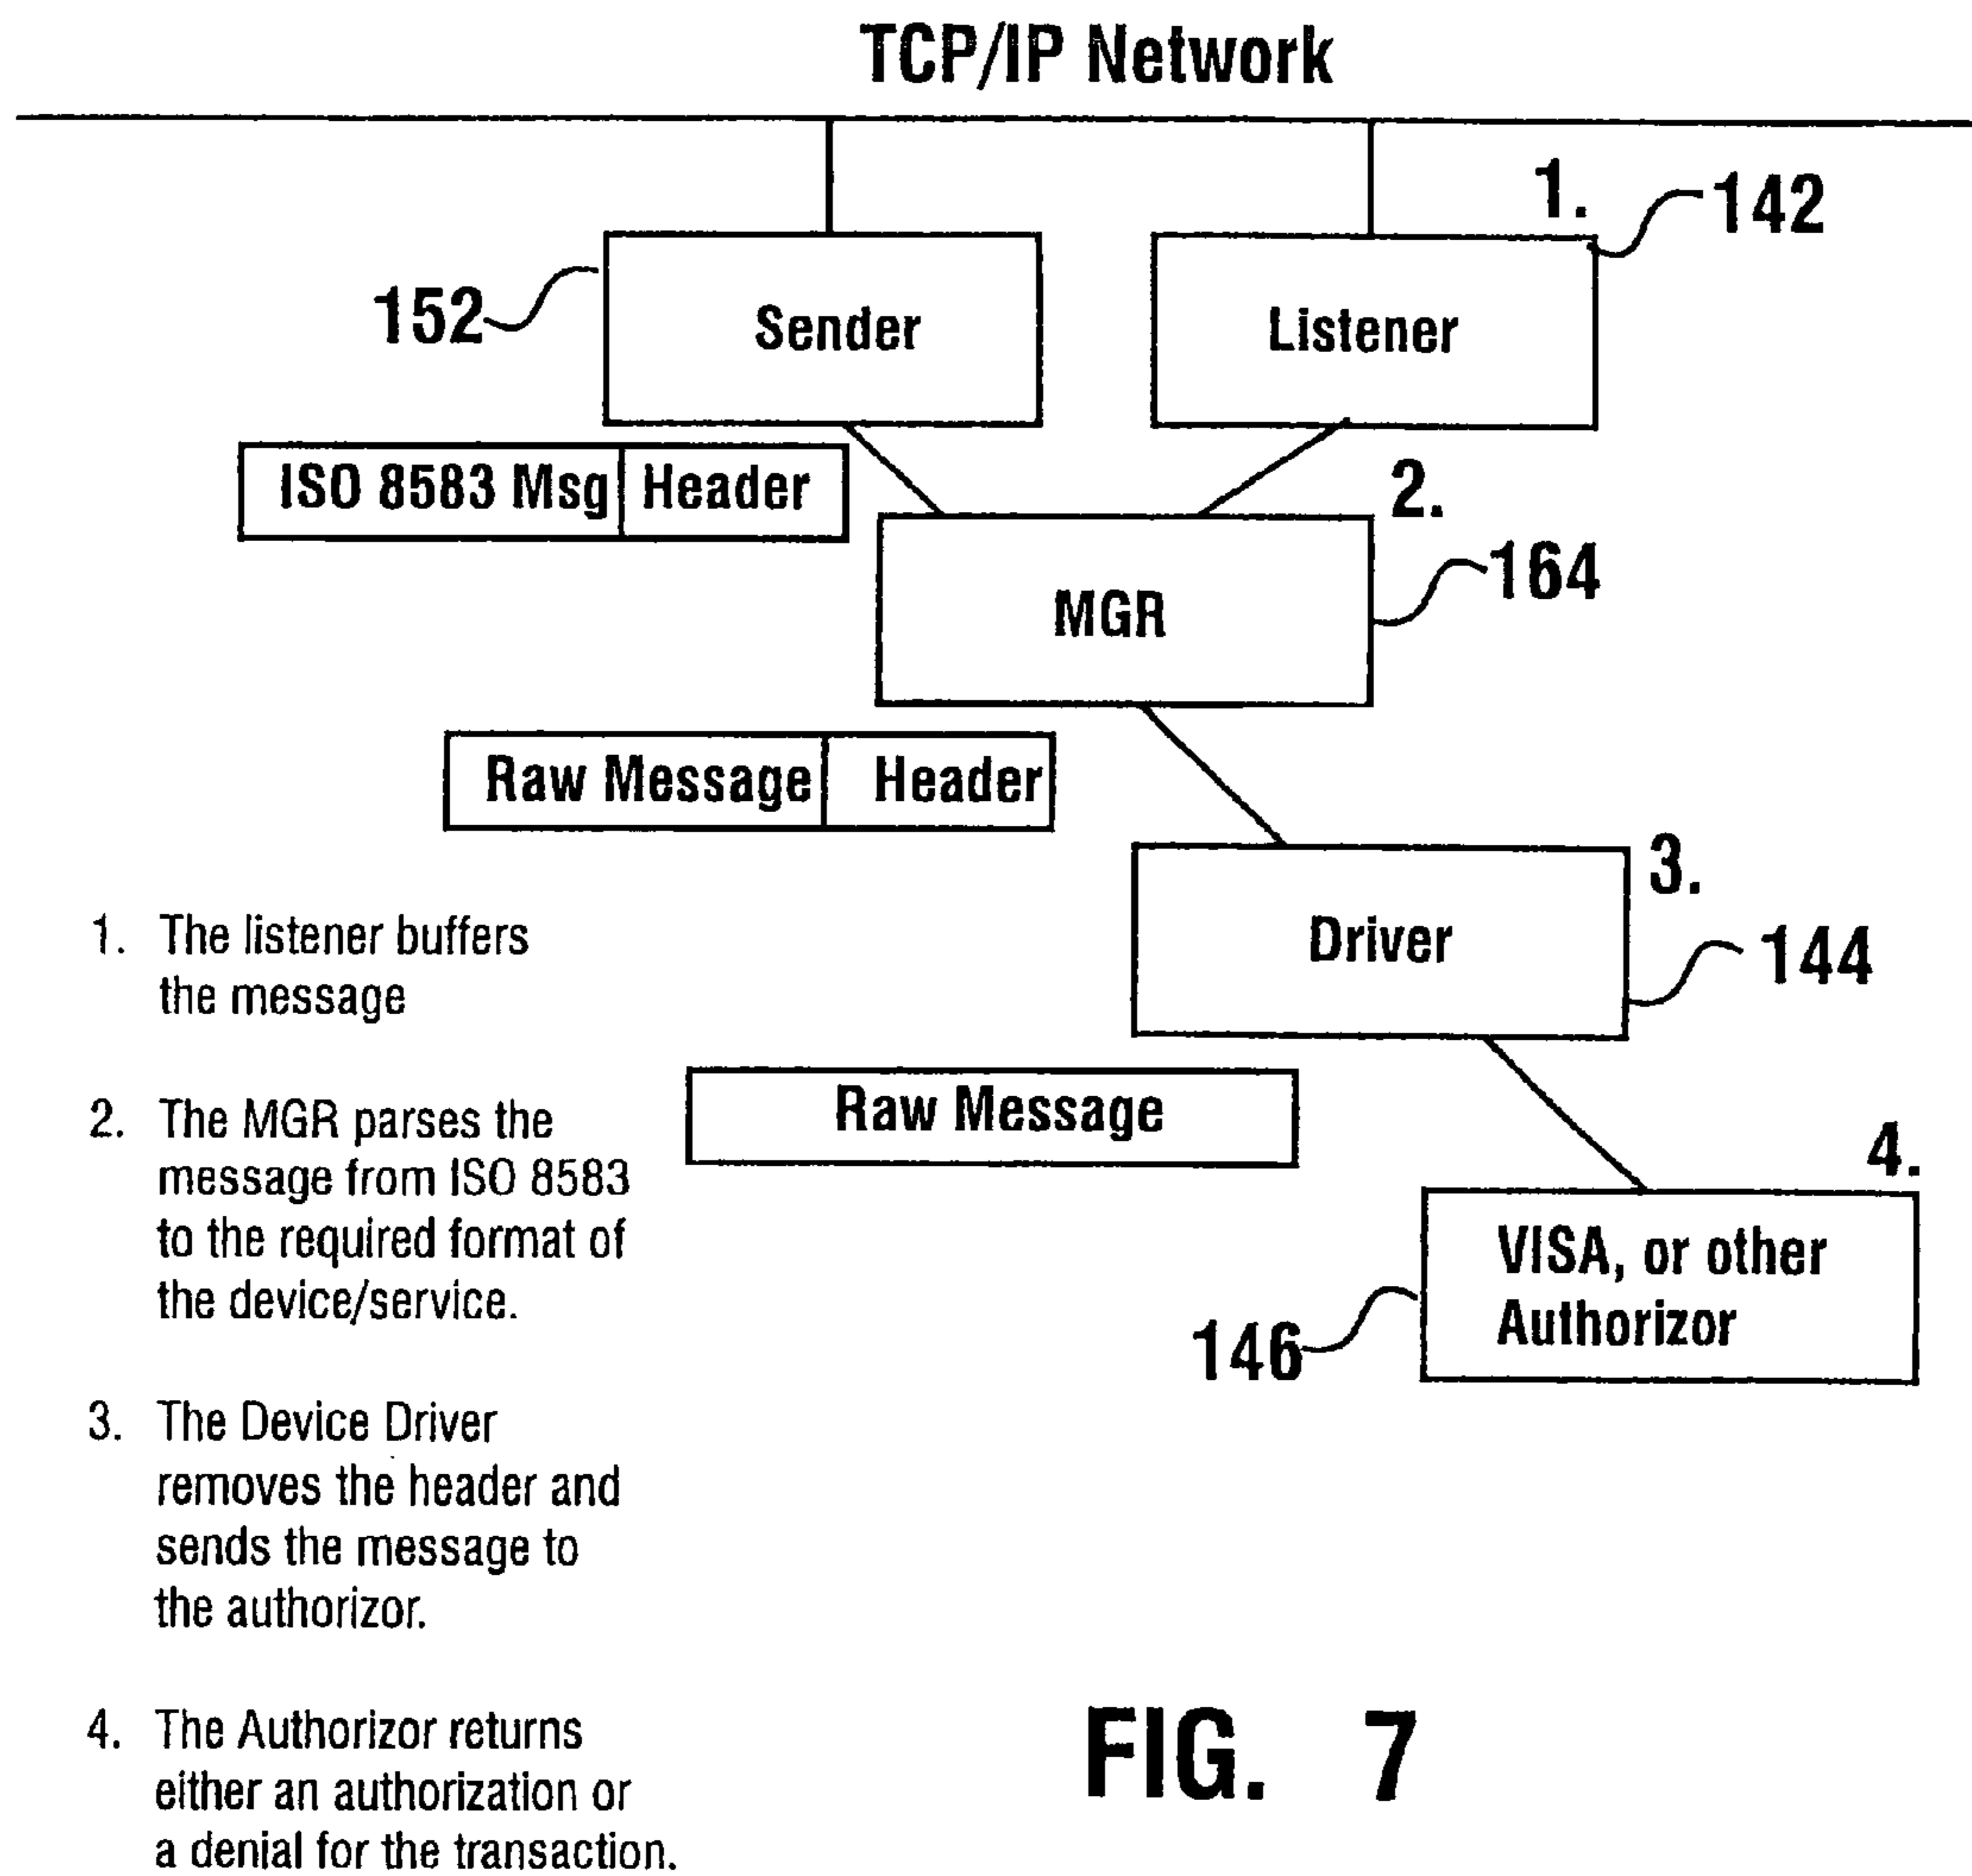 TCP/IP Network
1.
142
152
Sender
Listener
ISO 8583 Msg Header
2.
MGR
164
Raw Message Header
3.
Driver
144
Raw Message
4.
VISA, or other
Authorizor
146
1. The listener buffers
the message
2. The MGR parses the
message from ISO 8583
to the required format of
the device/service.
3. The Device Driver
removes the header and
sends the message to
the authorizor.
4. The Authorizor returns
either an authorization or
a denial for the transaction.
FIG. 7